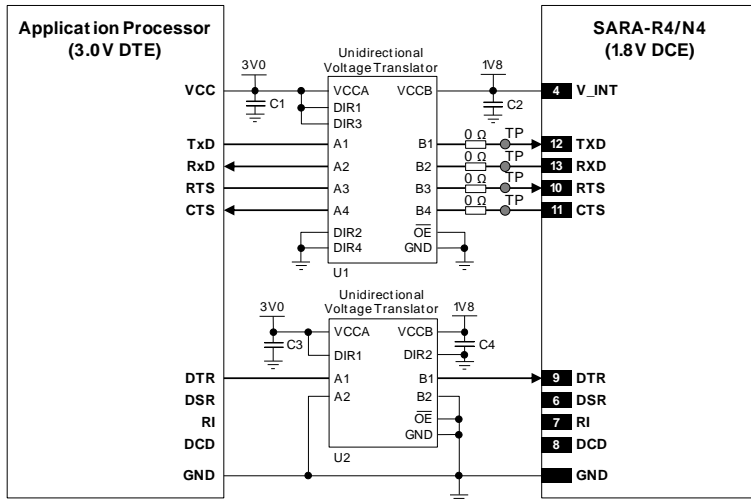 Application Processor
(3.0V DTE)
SARA-R4/N4
(1.8V DCE)
Unidirectional
Voltage Translator
3V0
1V8
VCC
C1
VCCA
VCCB
C2
4
V_INT
DIR1
DIR3
TxD
A1
B1
0 Ω
TP
12
TXD
RxD
A2
B2
0 Ω
TP
13
RXD
RTS
A3
B3
0 Ω
TP
10
RTS
CTS
A4
B4
0 Ω
TP
11
CTS
DIR2
OE
DIR4
GND
U1
Unidirectional
Voltage Translator
3V0
1V8
VCCA
VCCB
C3
C4
DIR1
DIR2
DTR
A1
B1
9
DTR
DSR
A2
B2
6
DSR
RI
OE
7
RI
GND
DCD
8
DCD
U2
GND
GND